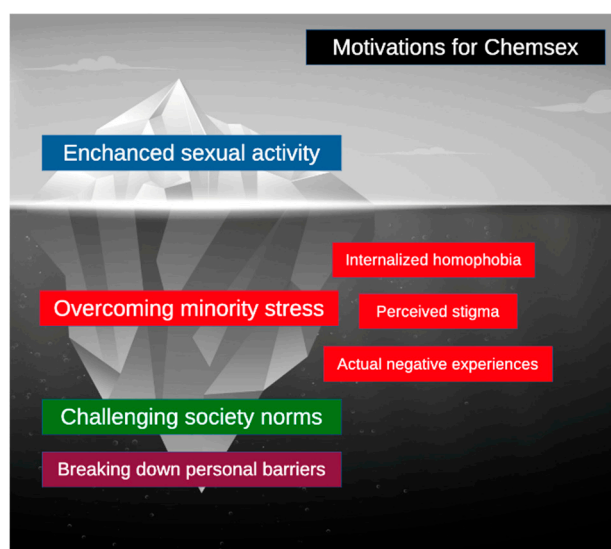 Motivations for Chemsex
Enchanced sexual activity
Internalized homophobia
Overcoming minority stress
Perceived stigma
Actual negative experiences
Challenging society norms
Breaking down personal barriers